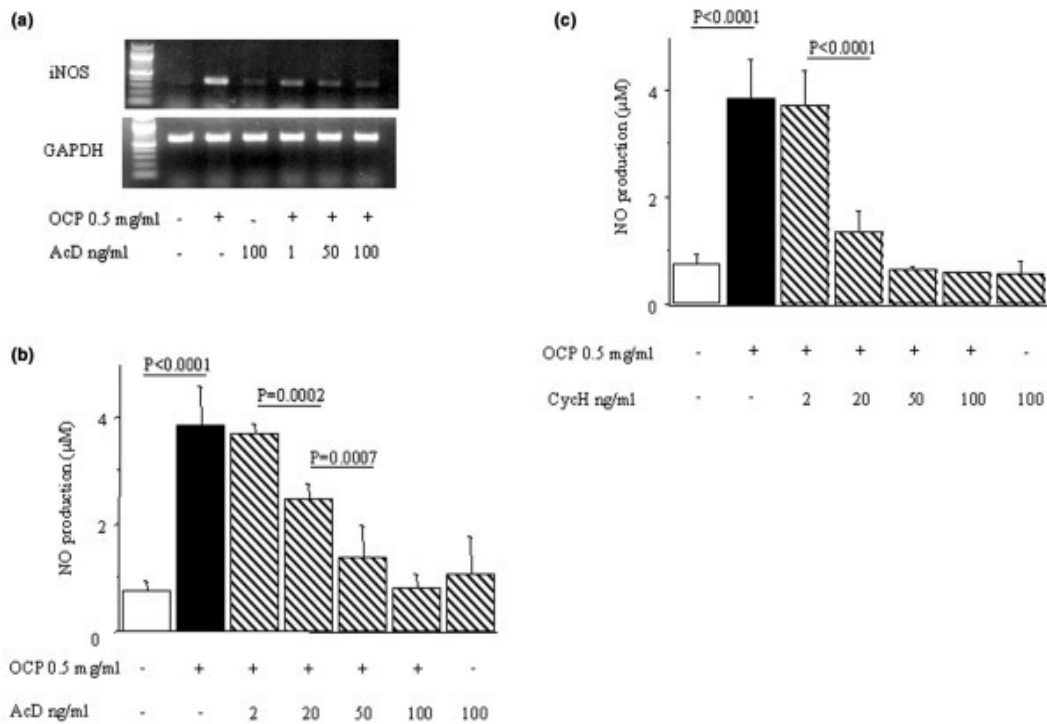 (a)
iNOS
GAPDH
OCP 0.5 mg/ml - + - + + +
AcD ng/ml - - 100 1 50 100
(b)
P<0.0001
P=0.0002
P=0.0007
NO production (µM)
4
2
0
OCP 0.5 mg/ml - + + + + + -
AcD ng/ml - - 2 20 50 100 100
(c)
P<0.0001
P<0.0001
NO production (µM)
4
2
0
OCP 0.5 mg/ml - + + + + + -
CycH ng/ml - - 2 20 50 100 100